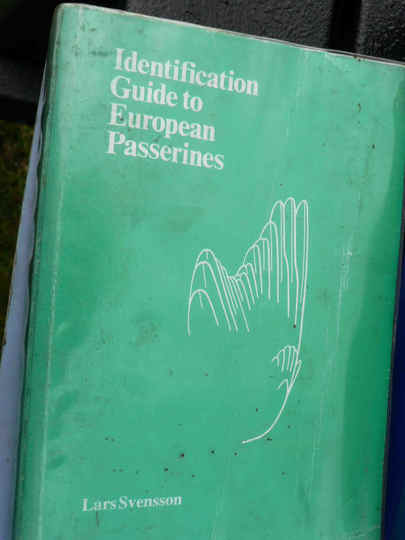 Identification
Guide to
European
Passerines
Lars Svensson